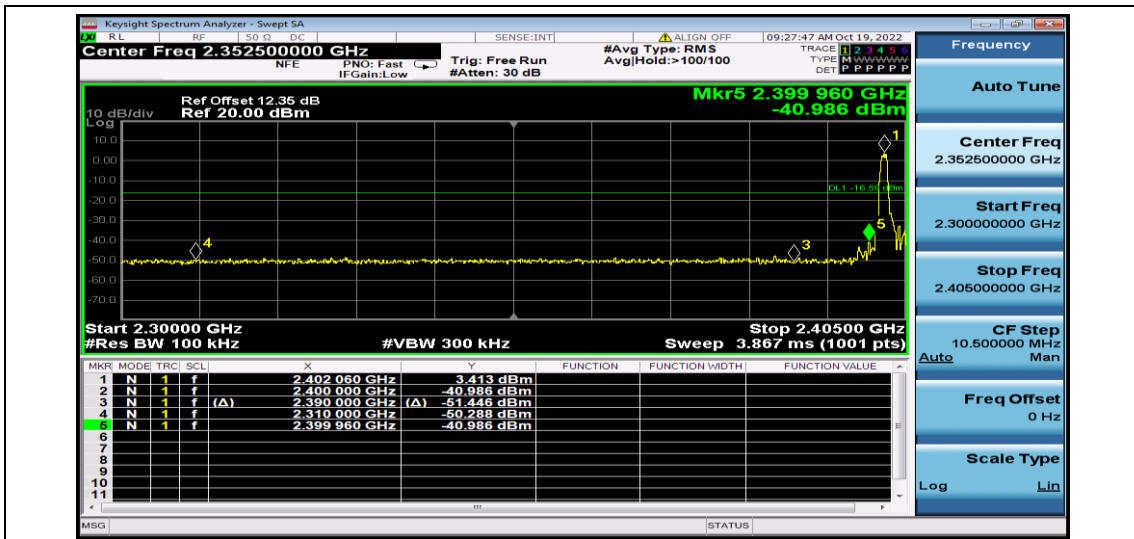 Keysight Spectrum Analyzer - Swept SA
LXI RL RF 50 Ω DC SENSE:INT ALIGN OFF 09:27:47 AM Oct 19, 2022
Center Freq 2.352500000 GHz #Avg Type: RMS TRACE 1 2 3 4 5 6
NFE PNO: Fast Trig: Free Run Avg|Hold:>100/100 TYPE M W W W W W
IFGain:Low #Atten: 30 dB DET P P P P P P
Frequency
Auto Tune
Center Freq
2.352500000 GHz
Start Freq
2.300000000 GHz
Stop Freq
2.405000000 GHz
CF Step
10.500000 MHz
Auto Man
Freq Offset
0 Hz
Scale Type
Log Lin
Mkr5 2.399 960 GHz
-40.986 dBm
Ref Offset 12.35 dB
10 dB/div Ref 20.00 dBm
Log
10.0
0.00
-10.0
-20.0
-30.0
-40.0
-50.0
-60.0
-70.0
1
DL1 -16.59 dBm
5
4
3
Start 2.30000 GHz Stop 2.40500 GHz
#Res BW 100 kHz #VBW 300 kHz Sweep 3.867 ms (1001 pts)
MKR MODE TRC SCL X Y FUNCTION FUNCTION WIDTH FUNCTION VALUE
1 N 1 f 2.402 060 GHz 3.413 dBm
2 N 1 f 2.400 000 GHz -40.986 dBm
3 N 1 f (Δ) 2.390 000 GHz (Δ) -51.446 dBm
4 N 1 f 2.310 000 GHz -50.288 dBm
5 N 1 f 2.399 960 GHz -40.986 dBm
6
7
8
9
10
11
MSG STATUS